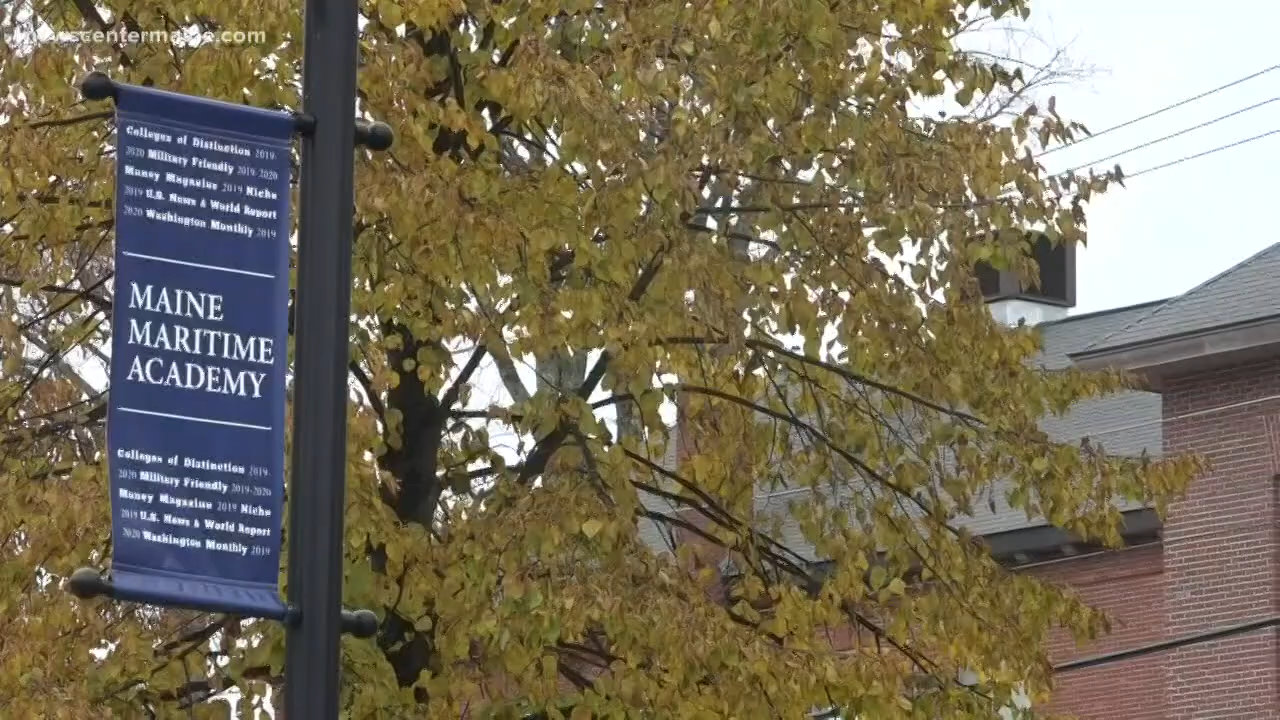 newscentermaine.com
Colleges of Distinction 2019-
2020 Military Friendly 2019-2020
Money Magazine 2019 Niche
2019 U.S. News & World Report
2020 Washington Monthly 2019
MAINE
MARITIME
ACADEMY
Colleges of Distinction 2019-
2020 Military Friendly 2019-2020
Money Magazine 2019 Niche
2019 U.S. News & World Report
2020 Washington Monthly 2019